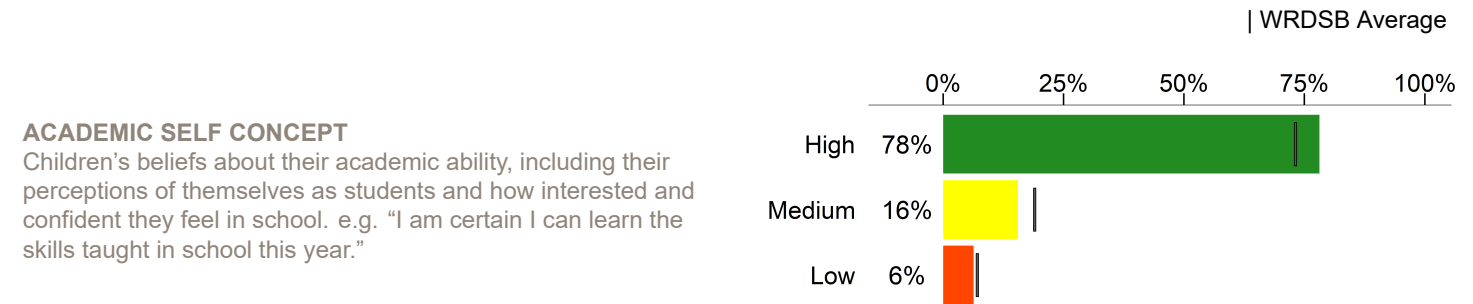 | WRDSB Average
0% 25% 50% 75% 100%
ACADEMIC SELF CONCEPT
Children’s beliefs about their academic ability, including their
perceptions of themselves as students and how interested and
confident they feel in school. e.g. “I am certain I can learn the
skills taught in school this year.”
High 78%
Medium 16%
Low 6%